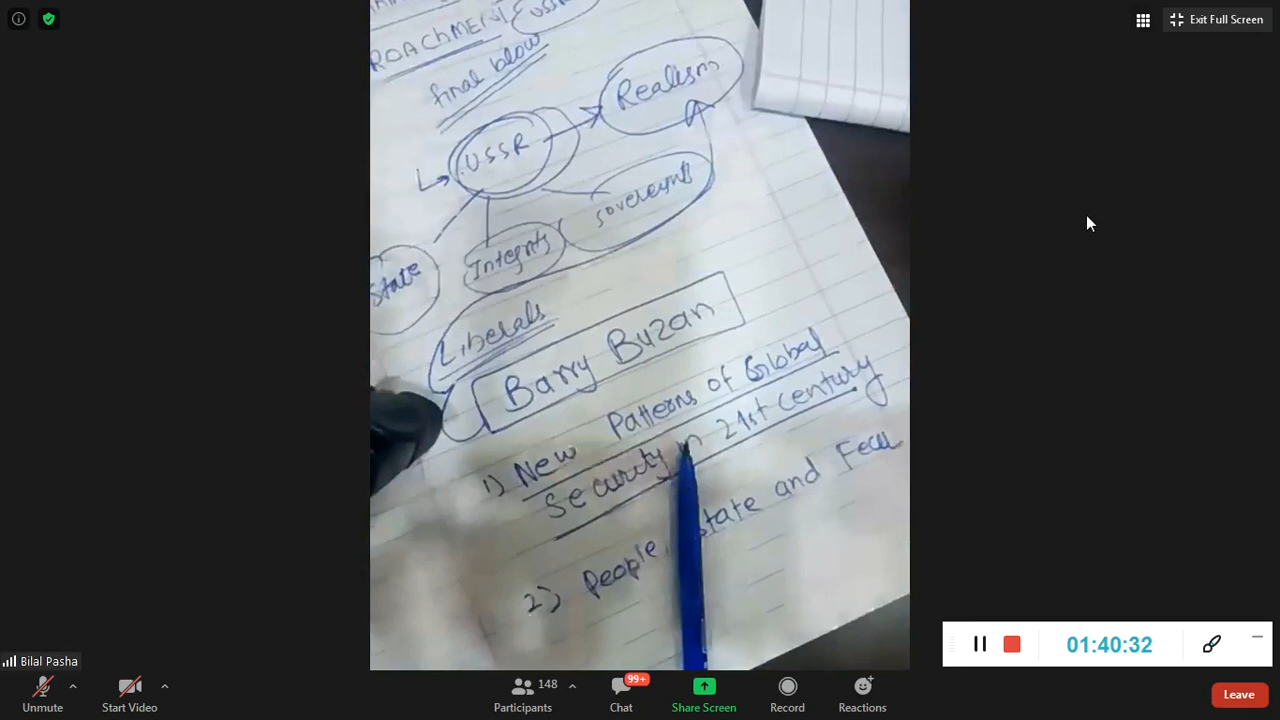 Exit Full Screen
ROACHMENT USSR
final blow
Realism
USSR
State
Integrity
sovereignty
Liberals
Barry Buzan
1) New Patterns of Global
Security in 21st century
2) People, State and Fear
01:40:32
Bilal Pasha
Unmute
Start Video
148
Participants
99+
Chat
Share Screen
Record
Reactions
Leave